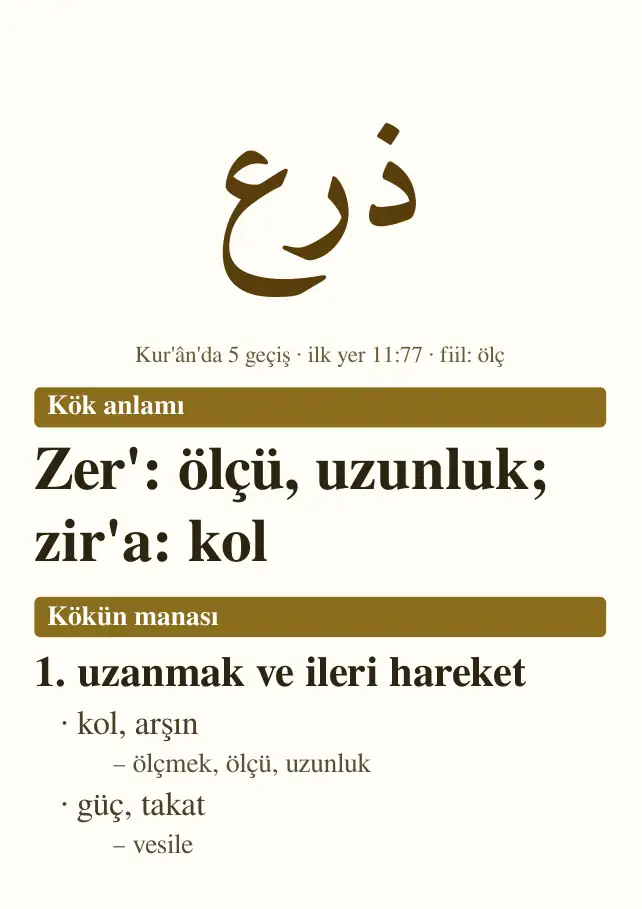 ذرع
Kur'ân'da 5 geçiş · ilk yer 11:77 · fiil: ölç
Kök anlamı
Zer': ölçü, uzunluk;
zir'a: kol
Kökün manası
1. uzanmak ve ileri hareket
· kol, arşın
– ölçmek, ölçü, uzunluk
· güç, takat
– vesile